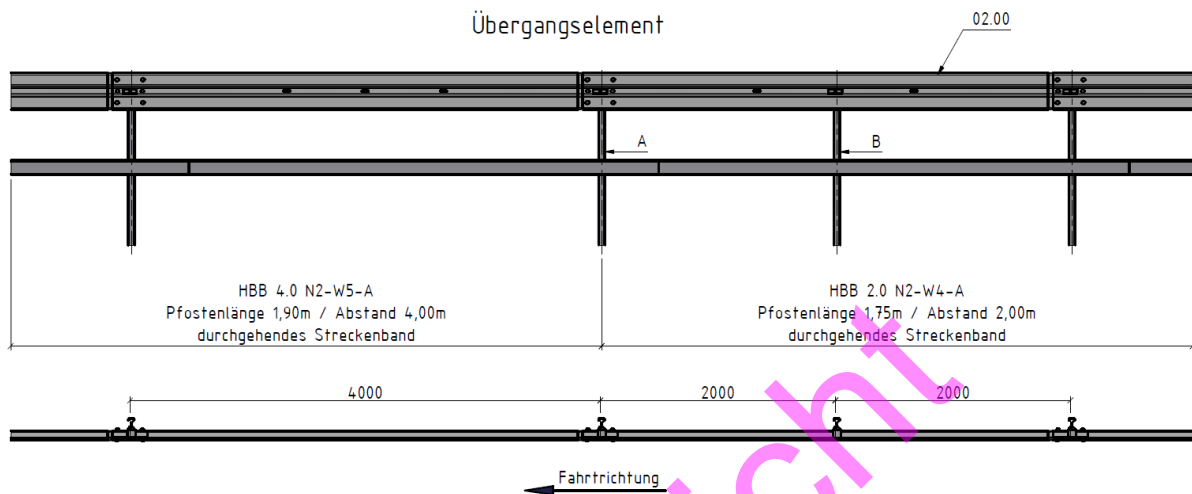 Übergangselement
02.00
A
B
HBB 4.0 N2-W5-A
Pfostenlänge 1,90m / Abstand 4,00m
durchgehendes Streckenband
HBB 2.0 N2-W4-A
Pfostenlänge 1,75m / Abstand 2,00m
durchgehendes Streckenband
4000
2000
2000
Fahrtrichtung
icht